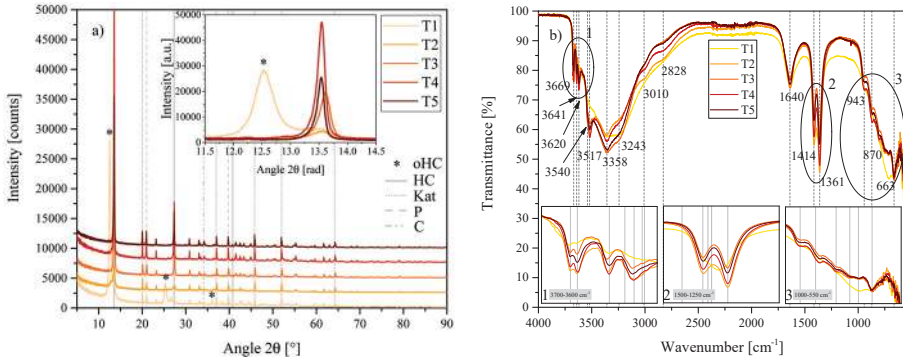 a)
Intensity [counts]
50000
45000
40000
35000
30000
25000
20000
15000
10000
5000
0
10 20 30 40 50 60 70 80 90
Angle 2θ [°]
Intensity [a.u.]
50000
40000
30000
20000
10000
0
11.5 12.0 12.5 13.0 13.5 14.0 14.5
Angle 2θ [rad]
*
T1
T2
T3
T4
T5
* oHC
HC
Kat
P
C
*
*
*
b)
Transmittance [%]
100
90
80
70
60
50
40
30
20
10
0
4000 3500 3000 2500 2000 1500 1000
Wavenumber [cm-1]
T1
T2
T3
T4
T5
1
2
3
3669
3641
3620
3540
3517
3358
3243
3010
2828
1640
1414
1361
943
870
663
1 3700-3600 cm-1
2 1500-1250 cm-1
3 1000-550 cm-1